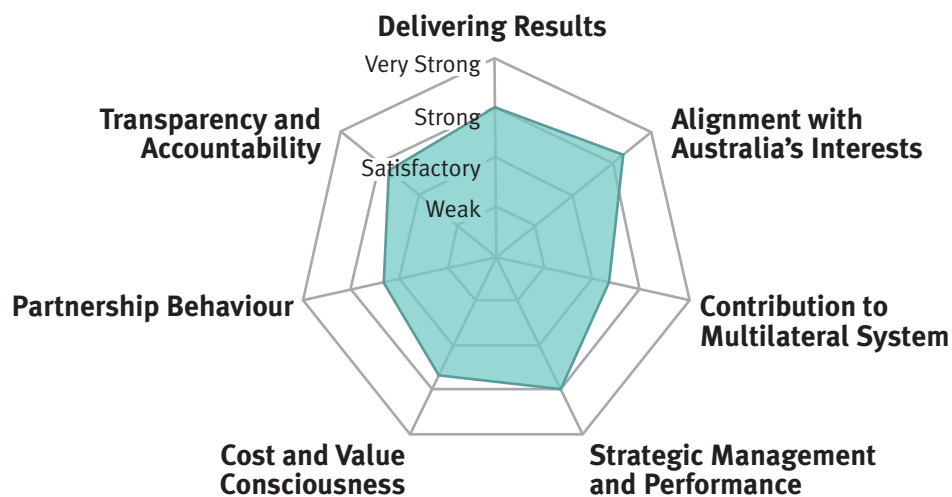 Delivering Results
Very Strong
Strong
Satisfactory
Weak
Transparency and
Accountability
Alignment with
Australia’s Interests
Partnership Behaviour
Contribution to
Multilateral System
Cost and Value
Consciousness
Strategic Management
and Performance